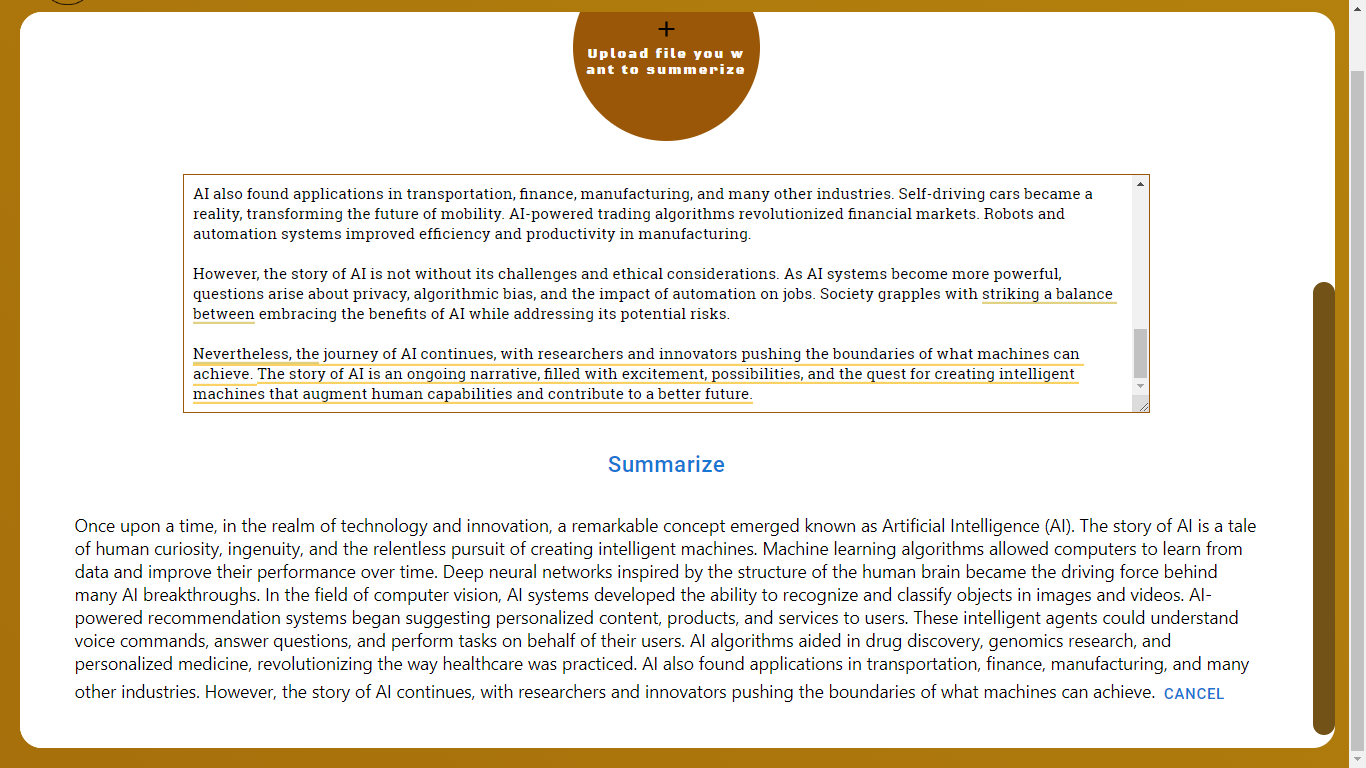 +
Upload file you w
ant to summerize
AI also found applications in transportation, finance, manufacturing, and many other industries. Self-driving cars became a
reality, transforming the future of mobility. AI-powered trading algorithms revolutionized financial markets. Robots and
automation systems improved efficiency and productivity in manufacturing.
However, the story of AI is not without its challenges and ethical considerations. As AI systems become more powerful,
questions arise about privacy, algorithmic bias, and the impact of automation on jobs. Society grapples with striking a balance
between embracing the benefits of AI while addressing its potential risks.
Nevertheless, the journey of AI continues, with researchers and innovators pushing the boundaries of what machines can
achieve. The story of AI is an ongoing narrative, filled with excitement, possibilities, and the quest for creating intelligent
machines that augment human capabilities and contribute to a better future.
Summarize
Once upon a time, in the realm of technology and innovation, a remarkable concept emerged known as Artificial Intelligence (AI). The story of AI is a tale
of human curiosity, ingenuity, and the relentless pursuit of creating intelligent machines. Machine learning algorithms allowed computers to learn from
data and improve their performance over time. Deep neural networks inspired by the structure of the human brain became the driving force behind
many AI breakthroughs. In the field of computer vision, AI systems developed the ability to recognize and classify objects in images and videos. AI-
powered recommendation systems began suggesting personalized content, products, and services to users. These intelligent agents could understand
voice commands, answer questions, and perform tasks on behalf of their users. AI algorithms aided in drug discovery, genomics research, and
personalized medicine, revolutionizing the way healthcare was practiced. AI also found applications in transportation, finance, manufacturing, and many
other industries. However, the story of AI continues, with researchers and innovators pushing the boundaries of what machines can achieve. CANCEL